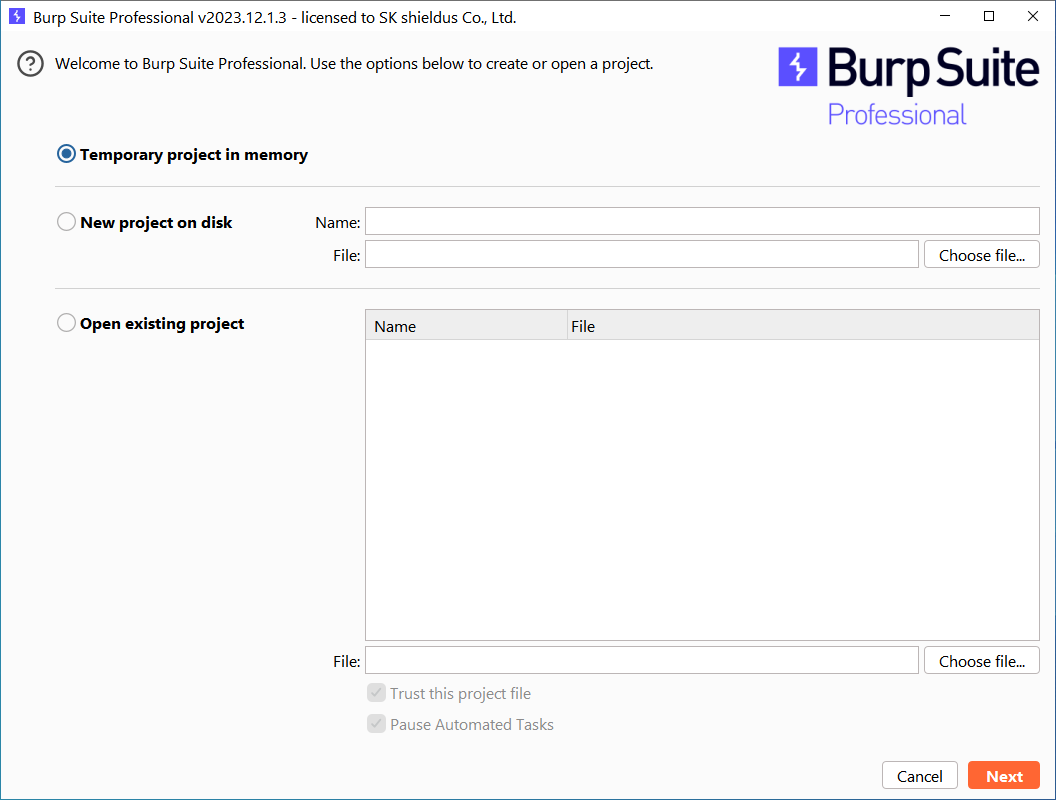 Burp Suite Professional v2023.12.1.3 - licensed to SK shieldus Co., Ltd.
Welcome to Burp Suite Professional. Use the options below to create or open a project.
Burp Suite
Professional
Temporary project in memory
New project on disk
Name:
File:
Choose file...
Open existing project
Name File
File:
Choose file...
Trust this project file
Pause Automated Tasks
Cancel
Next